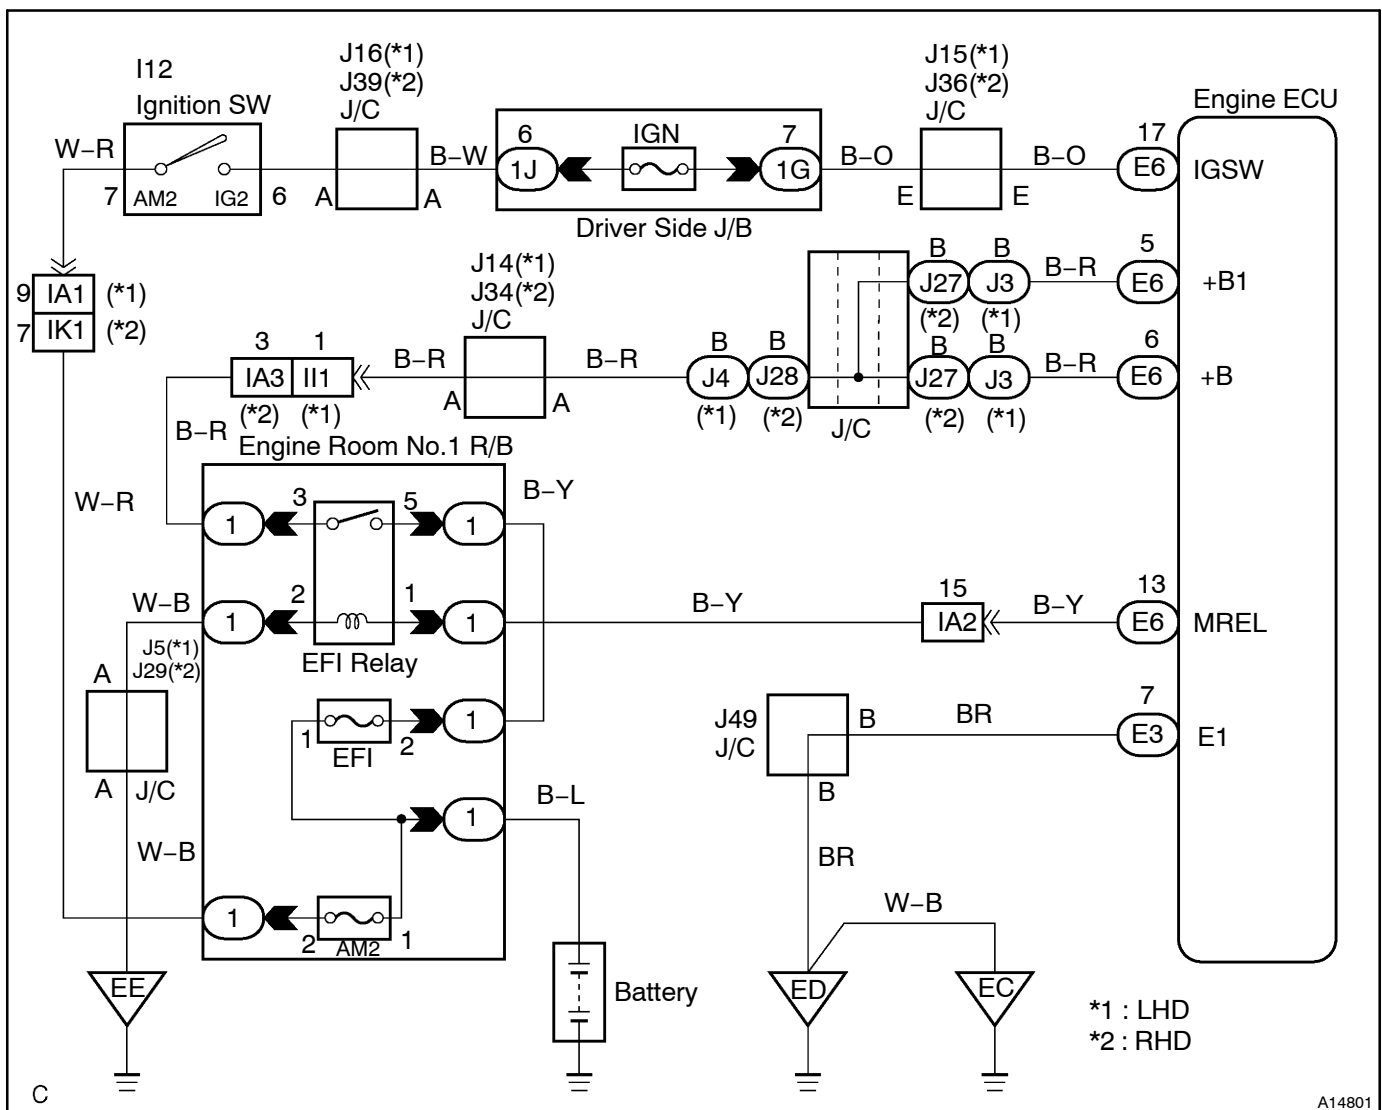 I12
Ignition SW
J16(*1)
J39(*2)
J/C
J15(*1)
J36(*2)
J/C
Engine ECU
W–R
7
AM2
IG2
6
A
A
B–W
6
1J
IGN
7
1G
Driver Side J/B
B–O
E
E
B–O
17
E6
IGSW
9
IA1
(*1)
7
IK1
(*2)
J14(*1)
J34(*2)
J/C
B
J27
(*2)
B
J3
(*1)
B–R
5
E6
+B1
3
1
IA3
II1
(*2)
(*1)
B–R
A
A
B–R
B
B
J4
J28
(*1)
(*2)
J/C
B
J27
(*2)
B
J3
(*1)
B–R
6
E6
+B
B–R
Engine Room No.1 R/B
W–R
1
3
5
1
B–Y
W–B
1
2
1
1
B–Y
15
IA2
B–Y
13
E6
MREL
J5(*1)
J29(*2)
A
EFI Relay
A
J/C
1
EFI
2
1
J49
J/C
B
B
BR
7
E3
E1
1
B–L
W–B
BR
1
2
AM2
1
W–B
EE
Battery
ED
EC
*1 : LHD
*2 : RHD
C
A14801